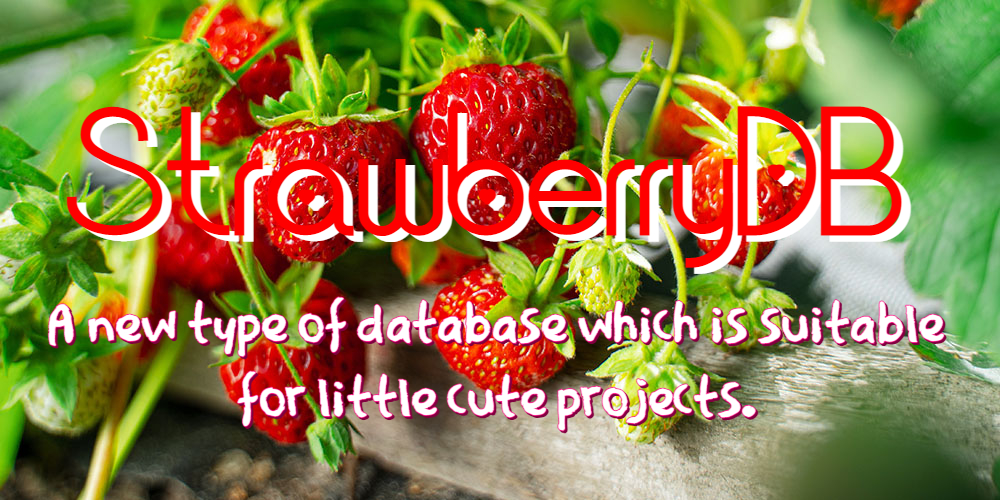 StrawberryDB
A new type of database which is suitable
for little cute projects.